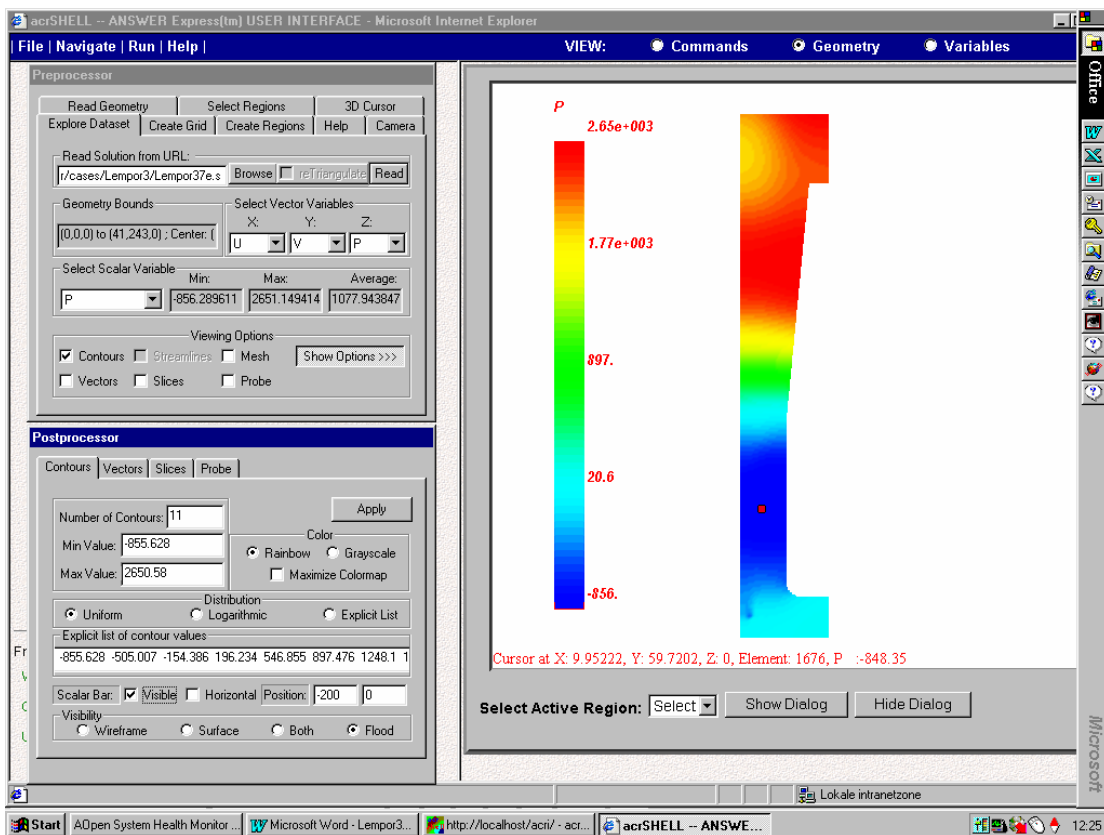 acrSHELL -- ANSWER Express(tm) USER INTERFACE - Microsoft Internet Explorer
| File | Navigate | Run | Help |
VIEW: Commands Geometry Variables
Preprocessor
Read Geometry Select Regions 3D Cursor
Explore Dataset Create Grid Create Regions Help Camera
Read Solution from URL:
r/cases/Lempor3/Lempor37e.s Browse reTriangulate Read
Geometry Bounds
[(0,0,0) to (41,243,0) ; Center: (
Select Vector Variables
X: Y: Z:
U V P
Select Scalar Variable
Min: Max: Average:
P -856.289611 2651.149414 1077.943847
Viewing Options
Contours Streamlines Mesh Show Options >>>
Vectors Slices Probe
Postprocessor
Contours Vectors Slices Probe
Number of Contours: 11 Apply
Min Value: -855.628
Max Value: 2650.58
Color
Rainbow Grayscale
Maximize Colormap
Distribution
Uniform Logarithmic Explicit List
Explicit list of contour values
-855.628 -505.007 -154.386 196.234 546.855 897.476 1248.1 1
Scalar Bar: Visible Horizontal Position: -200 0
Visibility
Wireframe Surface Both Flood
Fr
P
2.65e+003
1.77e+003
897.
20.6
-856.
Cursor at X: 9.95222, Y: 59.7202, Z: 0, Element: 1676, P :-848.35
Select Active Region: Select Show Dialog Hide Dialog
Office
Microsoft
Lokale intranetzone
Start AOpen System Health Monitor ... Microsoft Word - Lempor3... http://localhost/acri/ - acr... acrSHELL -- ANSWE... 12:25